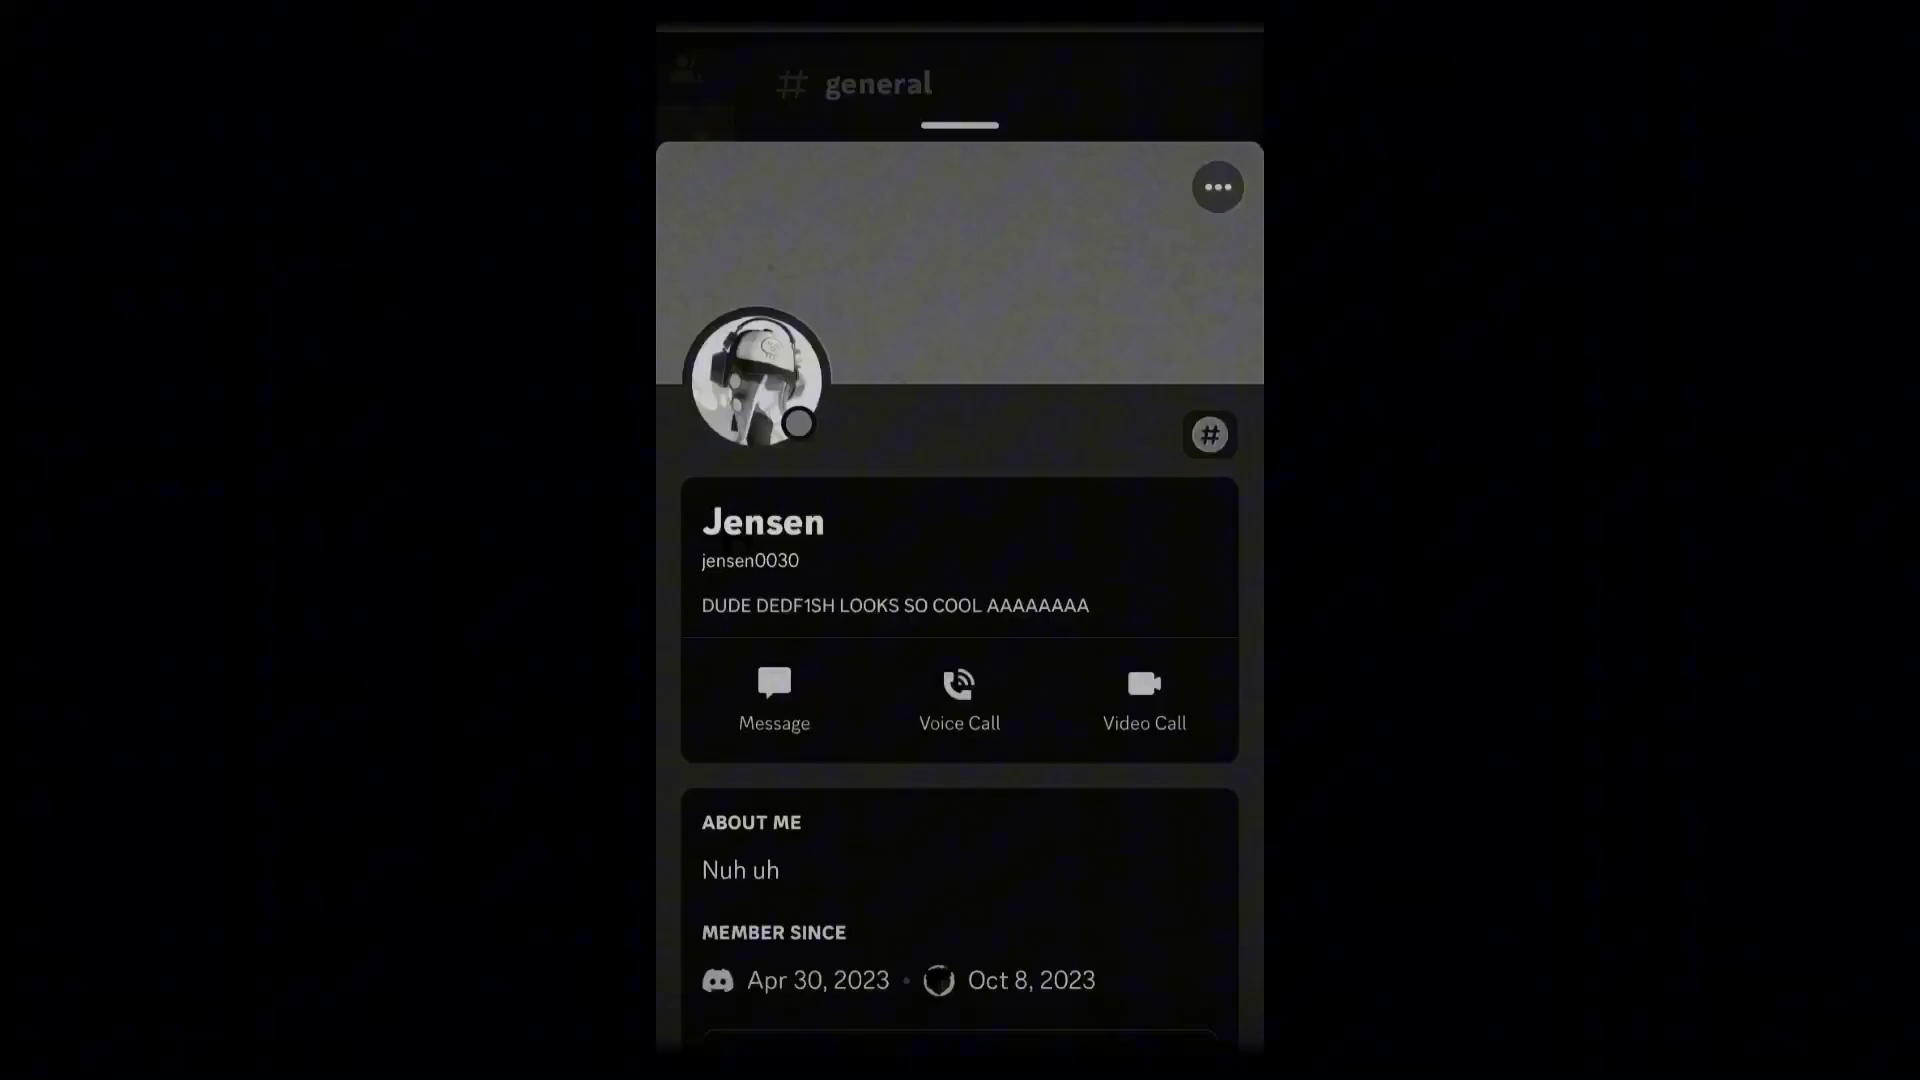 # general
Jensen
jensen0030
DUDE DEDF1SH LOOKS SO COOL AAAAAAAA
Message
Voice Call
Video Call
ABOUT ME
Nuh uh
MEMBER SINCE
Apr 30, 2023 • Oct 8, 2023